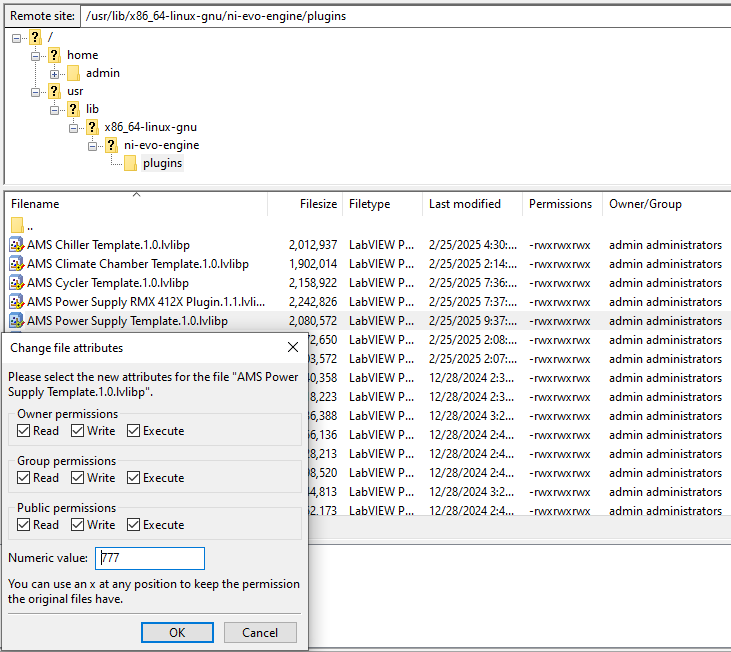 Remote site: /usr/lib/x86_64-linux-gnu/ni-evo-engine/plugins
/
home
admin
usr
lib
x86_64-linux-gnu
ni-evo-engine
plugins
Filename Filesize Filetype Last modified Permissions Owner/Group
..
AMS Chiller Template.1.0.lvlibp 2,012,937 LabVIEW P... 2/25/2025 4:30:... -rwxrwxrwx admin administrators
AMS Climate Chamber Template.1.0.lvlibp 1,902,014 LabVIEW P... 2/25/2025 2:14:... -rwxrwxrwx admin administrators
AMS Cycler Template.1.0.lvlibp 2,158,922 LabVIEW P... 2/25/2025 7:36:... -rwxrwxrwx admin administrators
AMS Power Supply RMX 412X Plugin.1.1.lvli... 2,242,826 LabVIEW P... 2/25/2025 7:37:... -rwxrwxrwx admin administrators
AMS Power Supply Template.1.0.lvlibp 2,080,572 LabVIEW P... 2/25/2025 9:37:... -rwxrwxrwx admin administrators
72,650 LabVIEW P... 2/25/2025 2:08:... -rwxrwxrwx admin administrators
93,572 LabVIEW P... 2/25/2025 2:07:... -rwxrwxrwx admin administrators
40,358 LabVIEW P... 12/28/2024 2:3... -rwxrwxrwx admin administrators
8,223 LabVIEW P... 12/28/2024 2:3... -rwxrwxrwx admin administrators
6,388 LabVIEW P... 12/28/2024 3:2... -rwxrwxrwx admin administrators
6,136 LabVIEW P... 12/28/2024 2:4... -rwxrwxrwx admin administrators
8,213 LabVIEW P... 12/28/2024 2:4... -rwxrwxrwx admin administrators
8,520 LabVIEW P... 12/28/2024 2:4... -rwxrwxrwx admin administrators
4,813 LabVIEW P... 12/28/2024 3:2... -rwxrwxrwx admin administrators
52,173 LabVIEW P... 12/28/2024 2:4... -rwxrwxrwx admin administrators
Change file attributes
Please select the new attributes for the file "AMS Power
Supply Template.1.0.lvlibp".
Owner permissions
Read Write Execute
Group permissions
Read Write Execute
Public permissions
Read Write Execute
Numeric value: 777
You can use an x at any position to keep the permission
the original files have.
OK Cancel